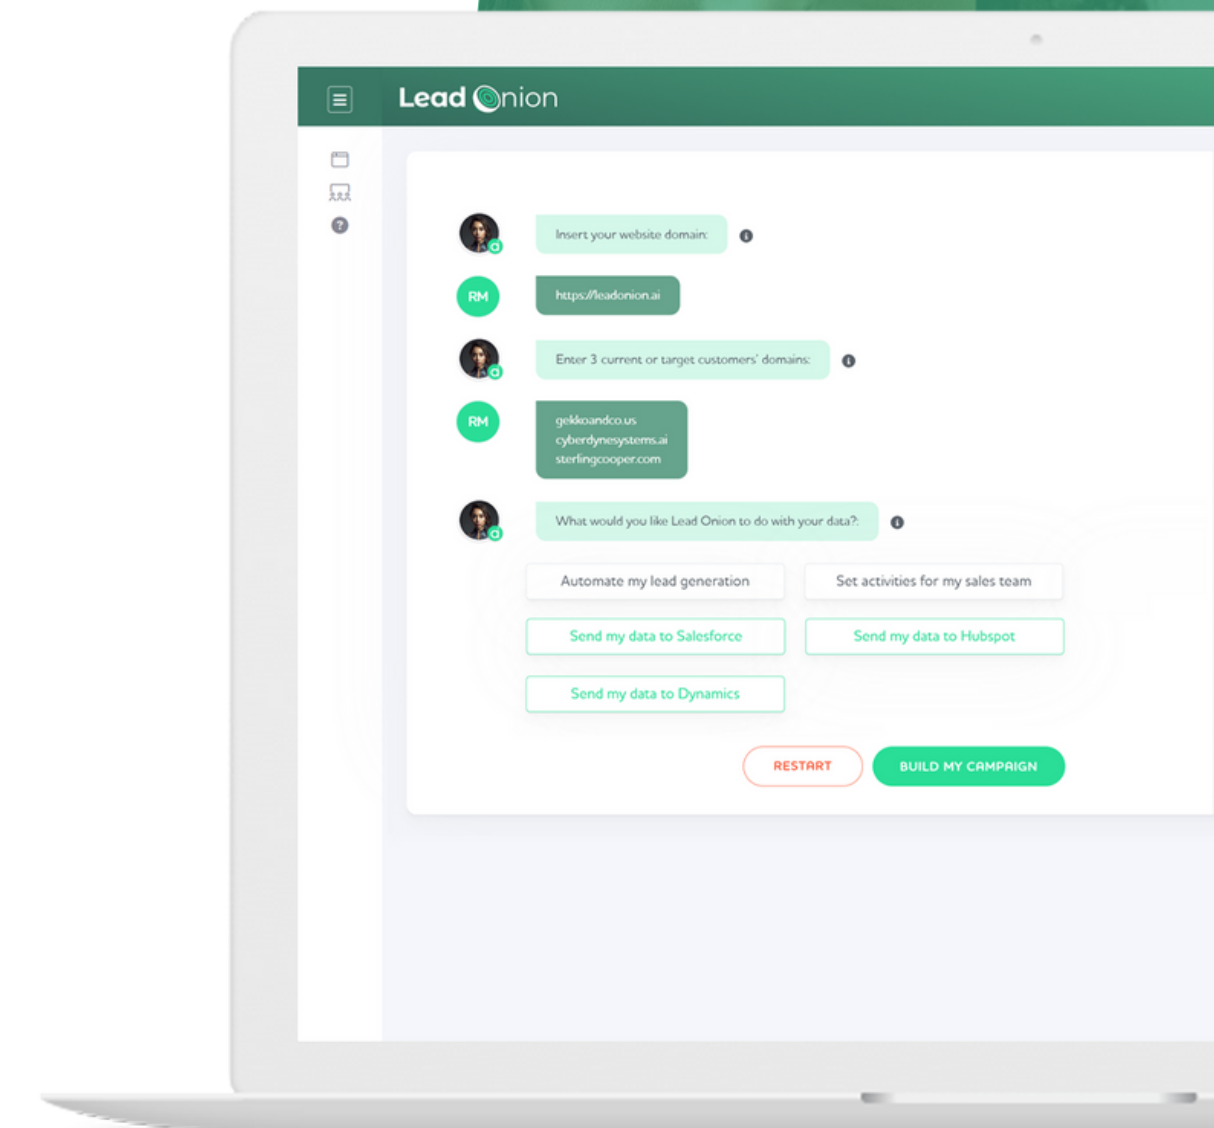 Lead Onion
Insert your website domain:
RM
https://leadonion.ai
Enter 3 current or target customers' domains:
RM
gekkoandco.us
cyberdynesystems.ai
sterlingcooper.com
What would you like Lead Onion to do with your data?:
Automate my lead generation
Set activities for my sales team
Send my data to Salesforce
Send my data to Hubspot
Send my data to Dynamics
RESTART
BUILD MY CAMPAIGN